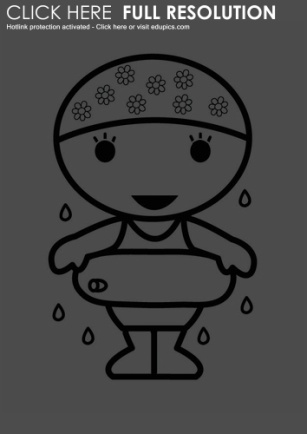 CLICK HERE FULL RESOLUTION
Hotlink protection activated - Click here or visit edupics.com